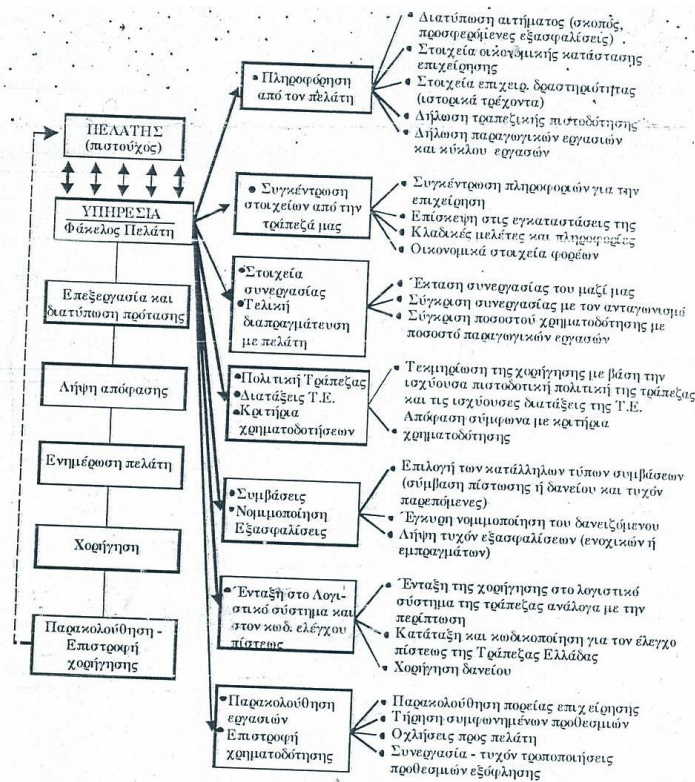 ΠΕΛΑΤΗΣ
(πιστούχος)
ΥΠΗΡΕΣΙΑ
Φάκελος Πελάτη
Επεξεργασία και
διατύπωση πρότασης
Λήψη απόφασης
Ενημέρωση πελάτη
Χορήγηση
Παρακολούθηση -
Επιστροφή
χορήγησης
• Πληροφόρηση
από τον πελάτη
• Διατύπωση αιτήματος (σκοπός,
προσφερόμενες εξασφαλίσεις)
• Στοιχεία οικονομικής κατάστασης
επιχείρησης
• Στοιχεία επιχειρ. δραστηριότητας
(ιστορικά τρέχοντα)
• Δήλωση τραπεζικής πιστοδότησης
• Δήλωση παραγωγικών εργασιών
και κύκλου εργασών
• Συγκέντρωση
στοιχείων από την
τράπεζά μας
• Συγκέντρωση πληροφοριών για την
επιχείρηση
• Επίσκεψη στις εγκαταστάσεις της
• Κλαδικές μελέτες και πληροφορίες
• Οικονομικά στοιχεία φορέων
• Στοιχεία
συνεργασίας
• Τελική
διαπραγμάτευση
με πελάτη
• Έκταση συνεργασίας του μαζί μας
• Σύγκριση συνεργασίας με τον ανταγωνισμό
• Σύγκριση ποσοστού χρηματοδότησης με
ποσοστό παραγωγικών εργασών
• Πολιτική Τράπεζας
• Διατάξεις Τ.Ε.
• Κριτήρια
χρηματοδοτήσεων
• Τεκμηρίωση της χορήγησης με βάση την
ισχύουσα πιστοδοτική πολιτική της τράπεζας
και τις ισχύουσες διατάξεις της Τ.Ε.
Απόφαση σύμφωνα με κριτήρια
• χρηματοδότησης
• Συμβάσεις
• Νομιμοποίηση
Εξασφαλίσεις
• Επιλογή των κατάλληλων τύπων συμβάσεων
(σύμβαση πίστωσης ή δανείου και τυχόν
παρεπόμενες)
• Έγκυρη νομιμοποίηση του δανειζόμενου
• Λήψη τυχόν εξασφαλίσεων (ενοχικών ή
εμπραγμάτων)
• Ένταξη στο Λογι-
στικό σύστημα και
στον κωδ. ελέγχου
πίστεως
• Ένταξη της χορήγησης στο λογιστικό
σύστημα της τράπεζας ανάλογα με την
περίπτωση
• Κατάταξη και κωδικοποίηση για τον έλεγχο
πίστεως της Τράπεζας Ελλάδας
• Χορήγηση δανείου
• Παρακολούθηση
εργασιών
• Επιστροφή
χρηματοδότησης
• Παρακολούθηση πορείας επιχείρησης
• Τήρηση συμφωνημένων προθεσμιών
• Οχλήσεις προς πελάτη
• Συνεργασία - τυχόν τροποποιήσεις
προθεσμιών εξόφλησης